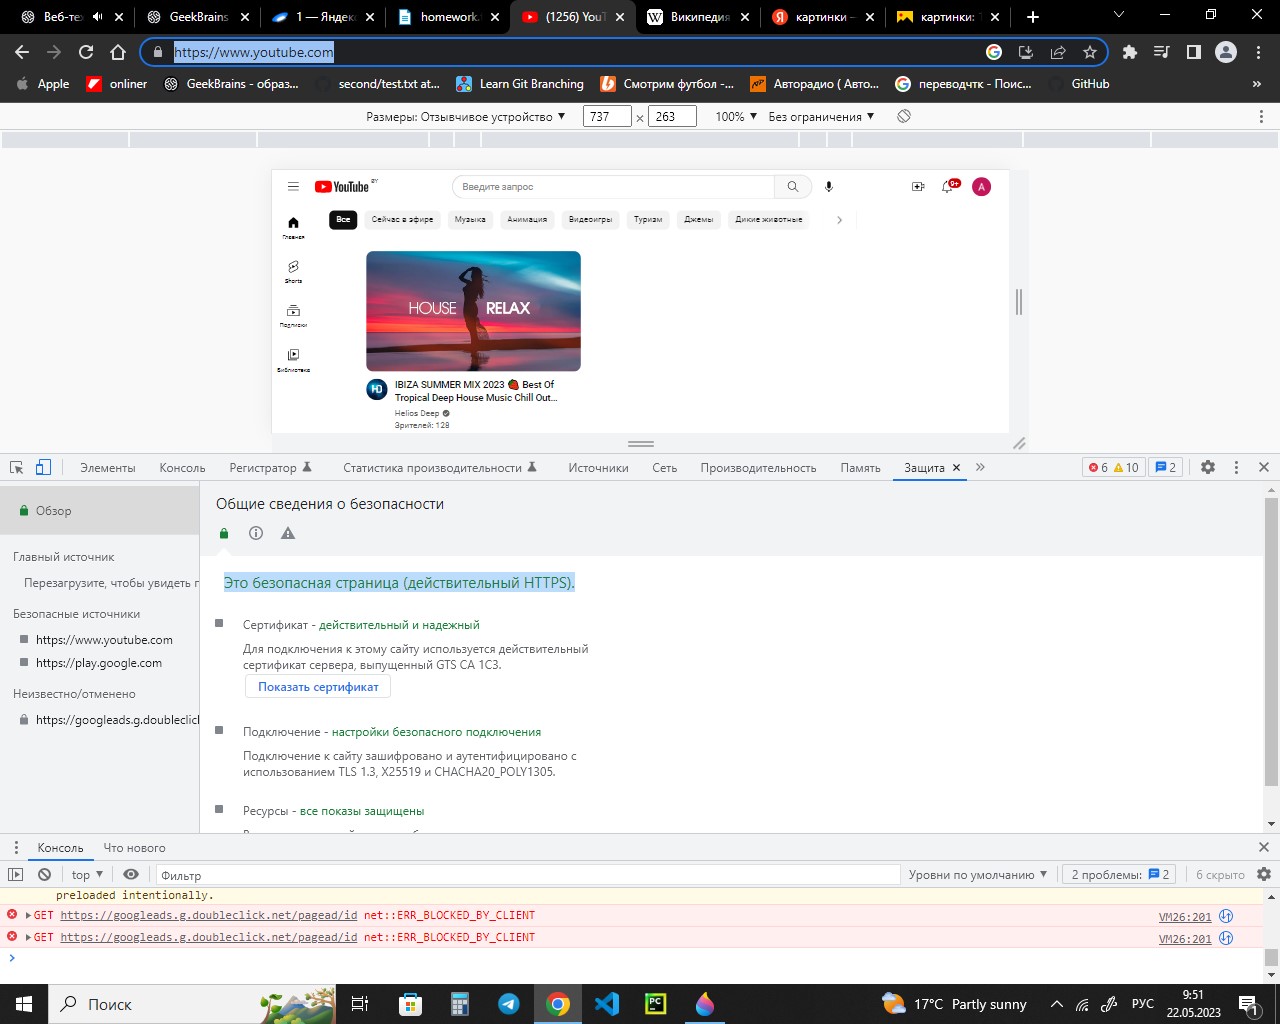 Веб-те
GeekBrains
1 — Яндек
homework.
(1256) YouT
Википедия
картинки –
картинки:
https://www.youtube.com
Apple
onliner
GeekBrains - образ...
second/test.txt at...
Learn Git Branching
Смотрим футбол -...
Авторадио ( Авто...
переводчтк - Поис...
GitHub
»
Размеры: Отзывчивое устройство ▼ 737 × 263 100% ▼ Без ограничения ▼
YouTube BY
Введите запрос
9+
A
Все Сейчас в эфире Музыка Анимация Видеоигры Туризм Джемы Дикие животные
Главная
Shorts
Подписки
Библиотека
HOUSE RELAX
HD
IBIZA SUMMER MIX 2023 🍓 Best Of
Tropical Deep House Music Chill Out...
Helios Deep
Зрителей: 128
Элементы Консоль Регистратор Статистика производительности Источники Сеть Производительность Память Защита × » 6 10 2
Обзор
Главный источник
Перезагрузите, чтобы увидеть г
Безопасные источники
https://www.youtube.com
https://play.google.com
Неизвестно/отменено
https://googleads.g.doublecli
Общие сведения о безопасности
Это безопасная страница (действительный HTTPS).
Сертификат - действительный и надежный
Для подключения к этому сайту используется действительный
сертификат сервера, выпущенный GTS CA 1C3.
Показать сертификат
Подключение - настройки безопасного подключения
Подключение к сайту зашифровано и аутентифицировано с
использованием TLS 1.3, X25519 и CHACHA20_POLY1305.
Ресурсы - все показы защищены
Консоль Что нового
top ▼ Фильтр Уровни по умолчанию ▼ 2 проблемы: 2 6 скрыто
preloaded intentionally.
GET https://googleads.g.doubleclick.net/pagead/id net::ERR_BLOCKED_BY_CLIENT VM26:201
GET https://googleads.g.doubleclick.net/pagead/id net::ERR_BLOCKED_BY_CLIENT VM26:201
Поиск
PC
17°C Partly sunny
РУС
9:51
22.05.2023
1